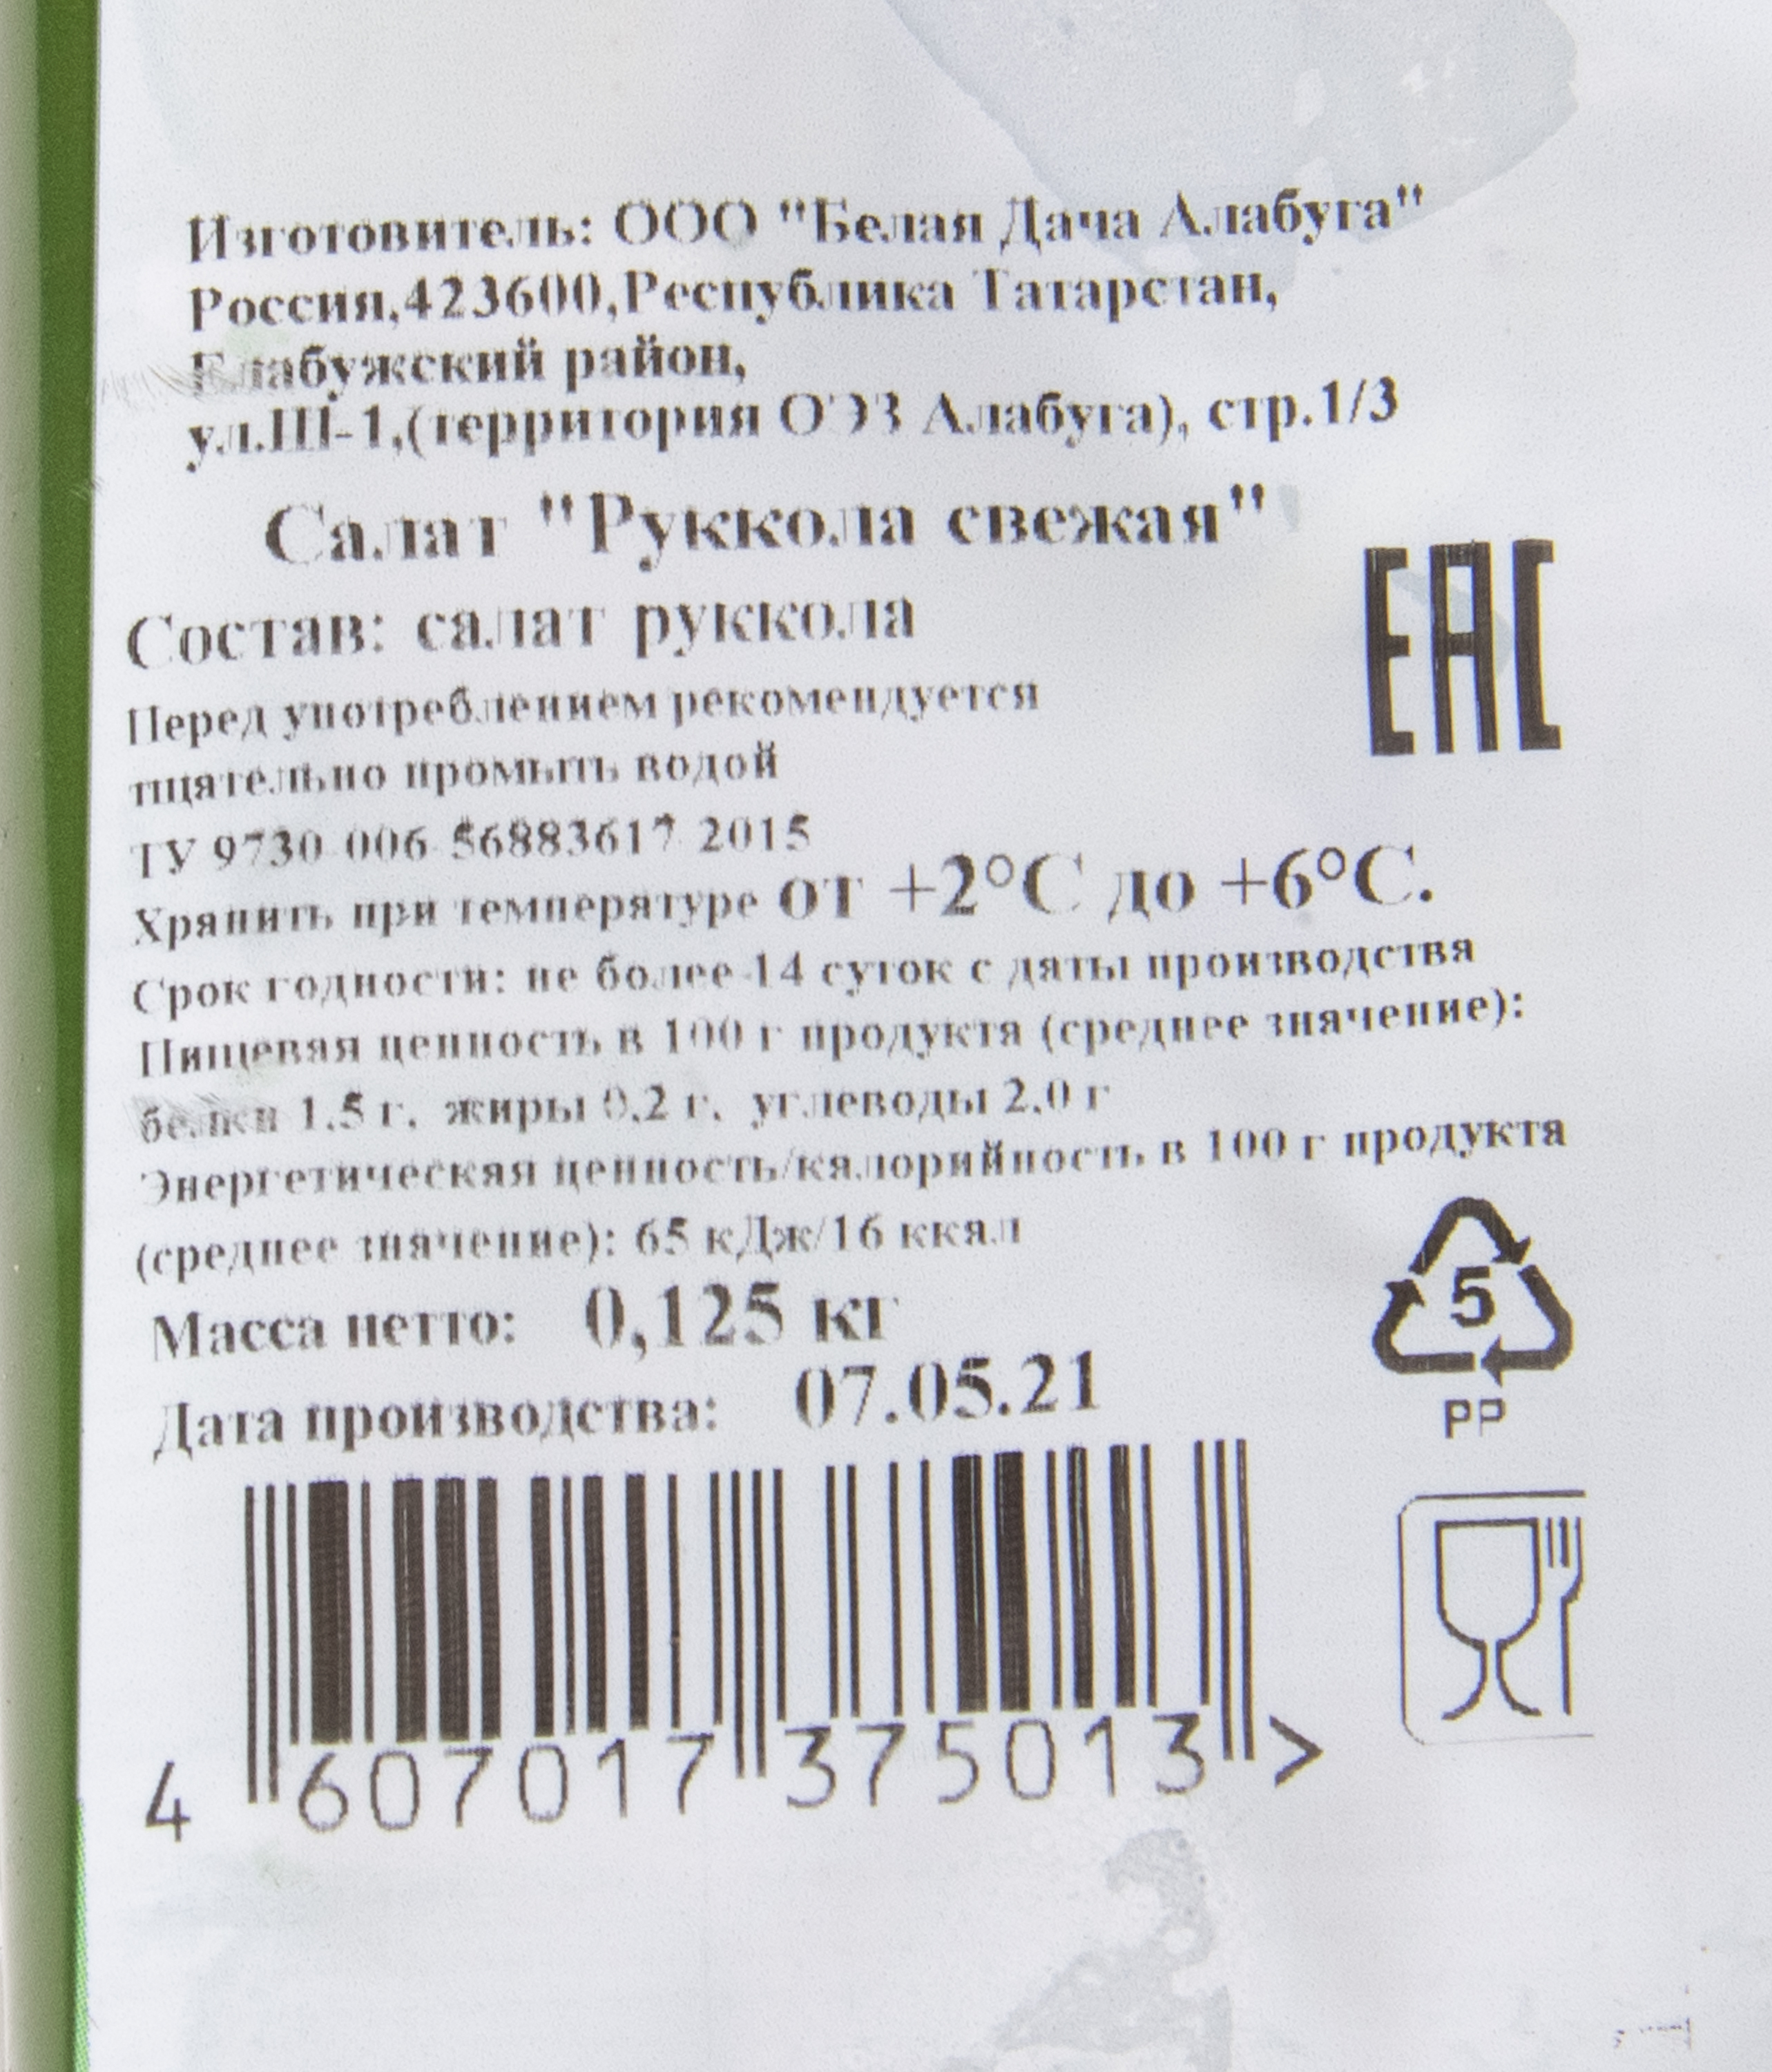 Изготовитель: ООО "Белая Дача Алабуга"
Россия,423600,Республика Татарстан,
Елабужский район,
ул.Ш-1,(территория ОЭЗ Алабуга), стр.1/3
Салат "Руккола свежая"
ЕАС
Состав: салат руккола
Перед употреблением рекомендуется
тщательно промыть водой
ТУ 9730-006-56883617-2015
Хранить при температуре от +2°С до +6°С.
Срок годности: не более 14 суток с даты производства
Пищевая ценность в 100 г продукта (среднее значение):
белки 1.5 г, жиры 0.2 г, углеводы 2.0 г
Энергетическая ценность/калорийность в 100 г продукта
(среднее значение): 65 кДж/16 ккал
Масса нетто: 0,125 кг
5
PP
Дата производства: 07.05.21
4 607017 375013 >